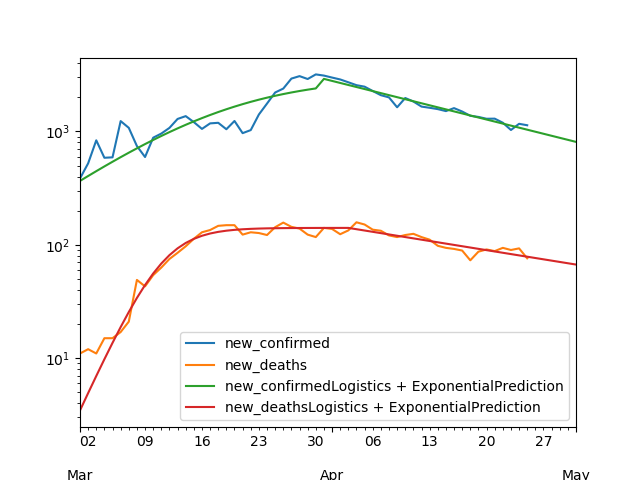 10³
10²
10¹
new_confirmed
new_deaths
new_confirmedLogistics + ExponentialPrediction
new_deathsLogistics + ExponentialPrediction
02 09 16 23 30 06 13 20 27
Mar Apr May